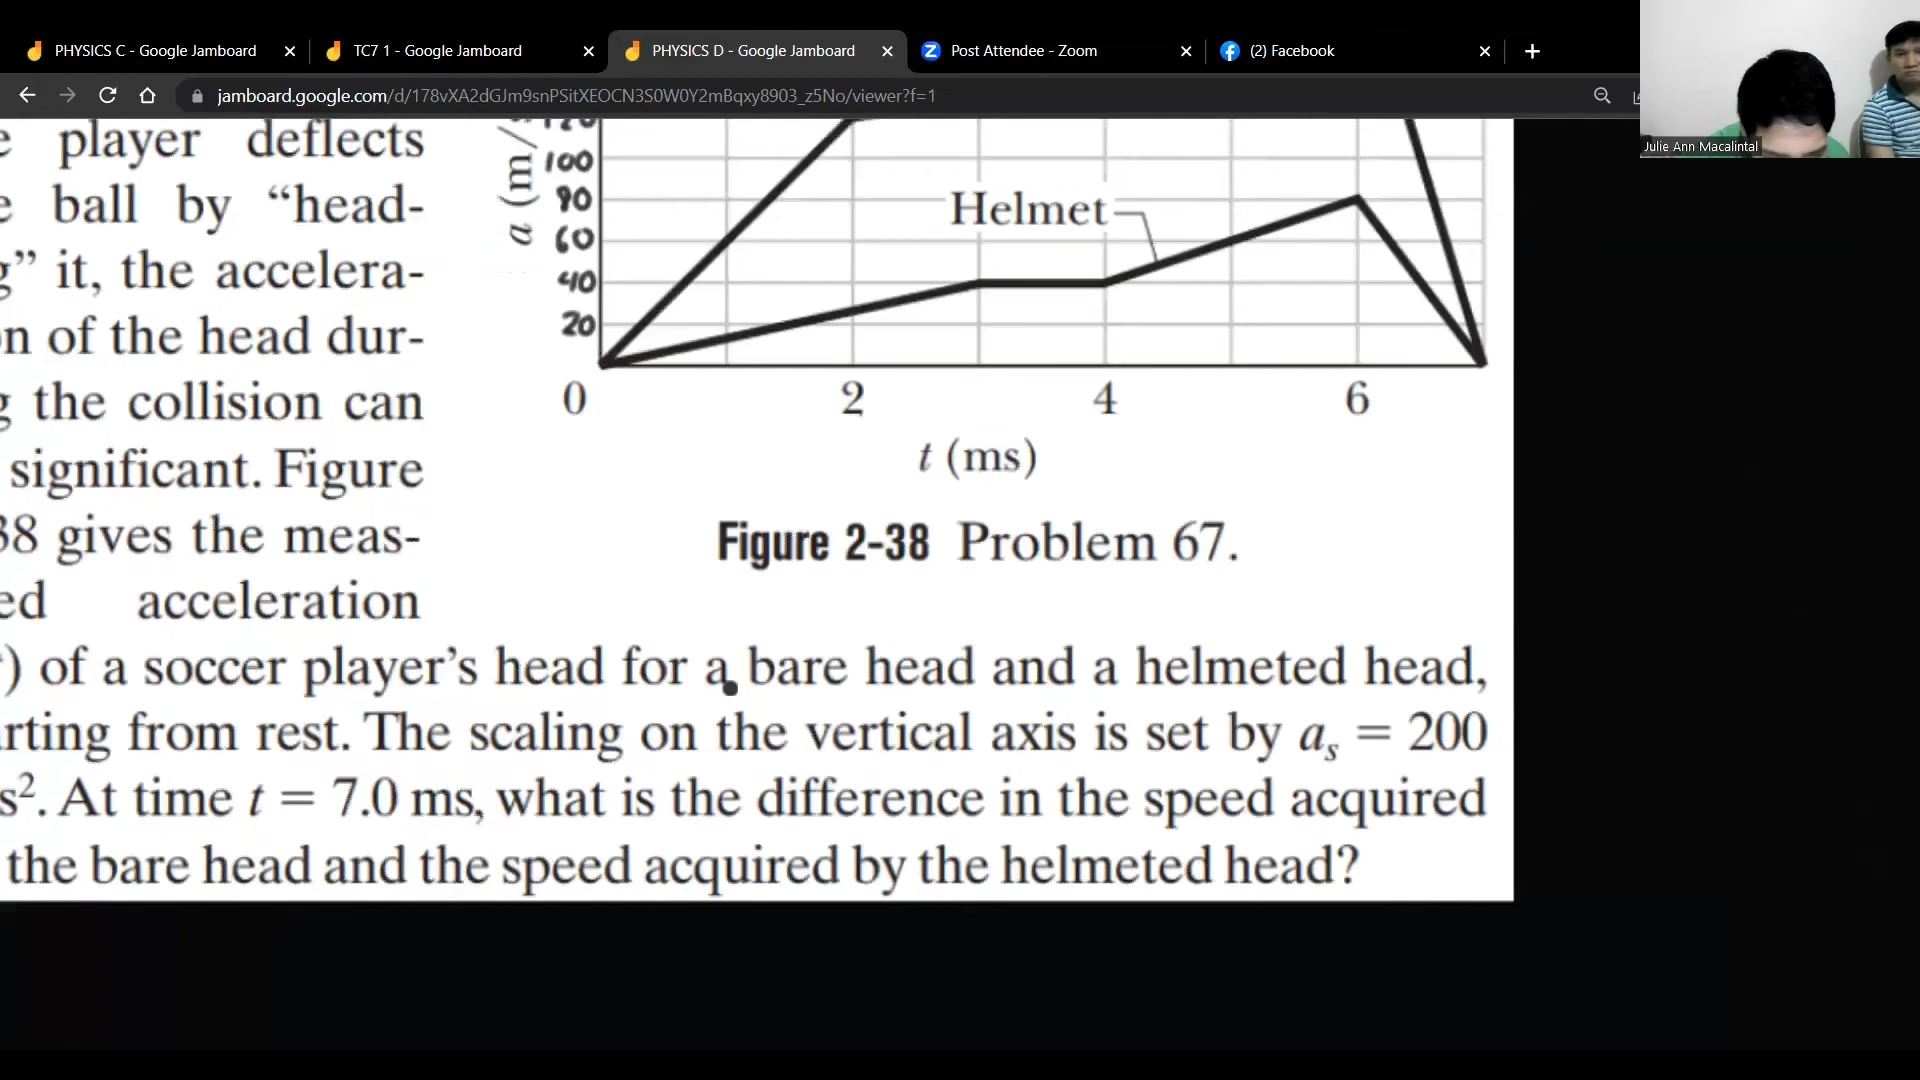 PHYSICS C - Google Jamboard
TC7 1 - Google Jamboard
PHYSICS D - Google Jamboard
Post Attendee - Zoom
(2) Facebook
jamboard.google.com/d/178vXA2dGJm9snPSitXEOCN3S0W0Y2mBqxy8903_z5No/viewer?f=1
Julie Ann Macalintal
player deflects
ball by “head-
it, the accelera-
of the head dur-
the collision can
significant. Figure
gives the meas-
acceleration
a (m/
120
100
80
60
40
20
Helmet
0 2 4 6
t (ms)
Figure 2-38 Problem 67.
) of a soccer player’s head for a bare head and a helmeted head,
rting from rest. The scaling on the vertical axis is set by aₛ = 200
s². At time t = 7.0 ms, what is the difference in the speed acquired
the bare head and the speed acquired by the helmeted head?